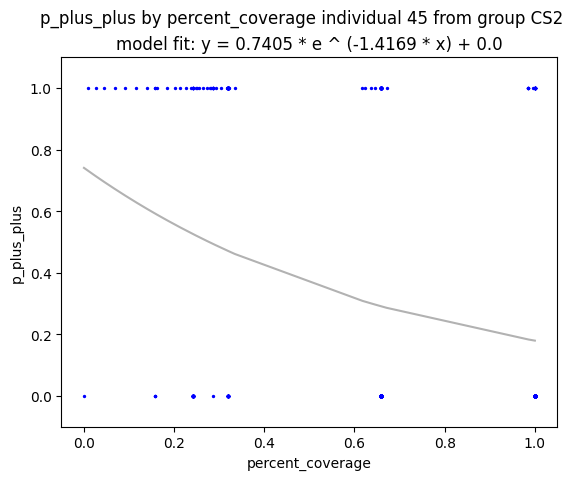 p_plus_plus by percent_coverage individual 45 from group CS2
model fit: y = 0.7405 * e ^ (-1.4169 * x) + 0.0
1.0
0.8
0.6
0.4
0.2
0.0
p_plus_plus
0.0 0.2 0.4 0.6 0.8 1.0
percent_coverage